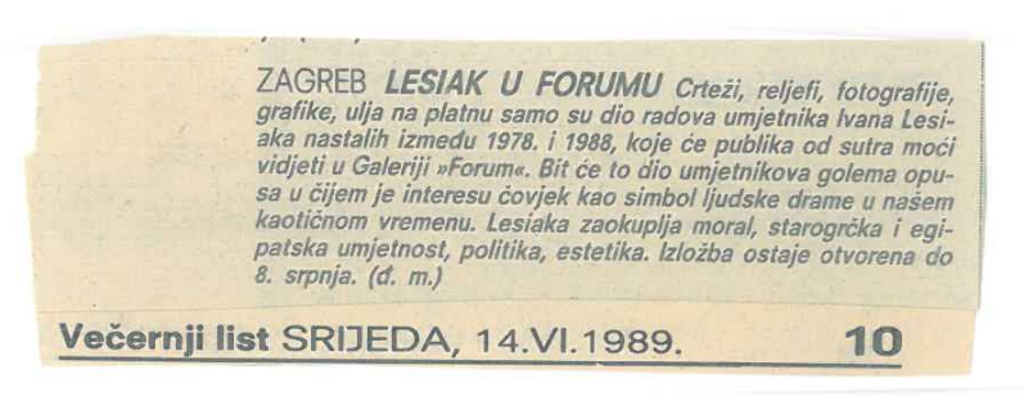 ZAGREB LESIAK U FORUMU Crteži, reljefi, fotografije,
grafike, ulja na platnu samo su dio radova umjetnika Ivana Lesi-
aka nastalih između 1978. i 1988, koje će publika od sutra moći
vidjeti u Galeriji »Forum«. Bit će to dio umjetnikova golema opu-
sa u čijem je interesu čovjek kao simbol ljudske drame u našem
kaotičnom vremenu. Lesiaka zaokuplja moral, starogrčka i egi-
patska umjetnost, politika, estetika. Izložba ostaje otvorena do
8. srpnja. (đ. m.)
Večernji list SRIJEDA, 14.VI.1989. 10